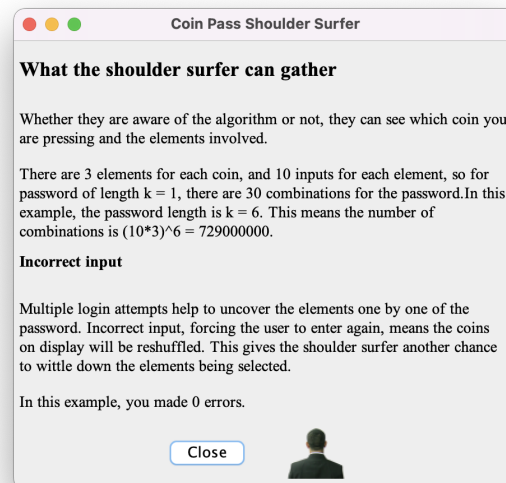 Coin Pass Shoulder Surfer
What the shoulder surfer can gather
Whether they are aware of the algorithm or not, they can see which coin you
are pressing and the elements involved.
There are 3 elements for each coin, and 10 inputs for each element, so for
password of length k = 1, there are 30 combinations for the password.In this
example, the password length is k = 6. This means the number of
combinations is (10*3)^6 = 729000000.
Incorrect input
Multiple login attempts help to uncover the elements one by one of the
password. Incorrect input, forcing the user to enter again, means the coins
on display will be reshuffled. This gives the shoulder surfer another chance
to wittle down the elements being selected.
In this example, you made 0 errors.
Close